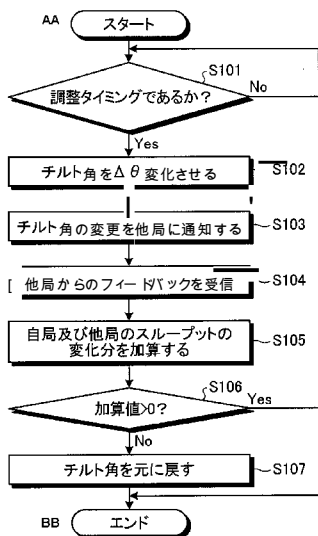 AA スタート
S101
調整タイミングであるか?
No
Yes
チルト角をΔθ変化させる
S102
チルト角の変更を他局に通知する
S103
他局からのフィードバックを受信
S104
自局及び他局のスループットの
変化分を加算する
S105
S106
加算値>0?
Yes
No
チルト角を元に戻す
S107
BB エンド